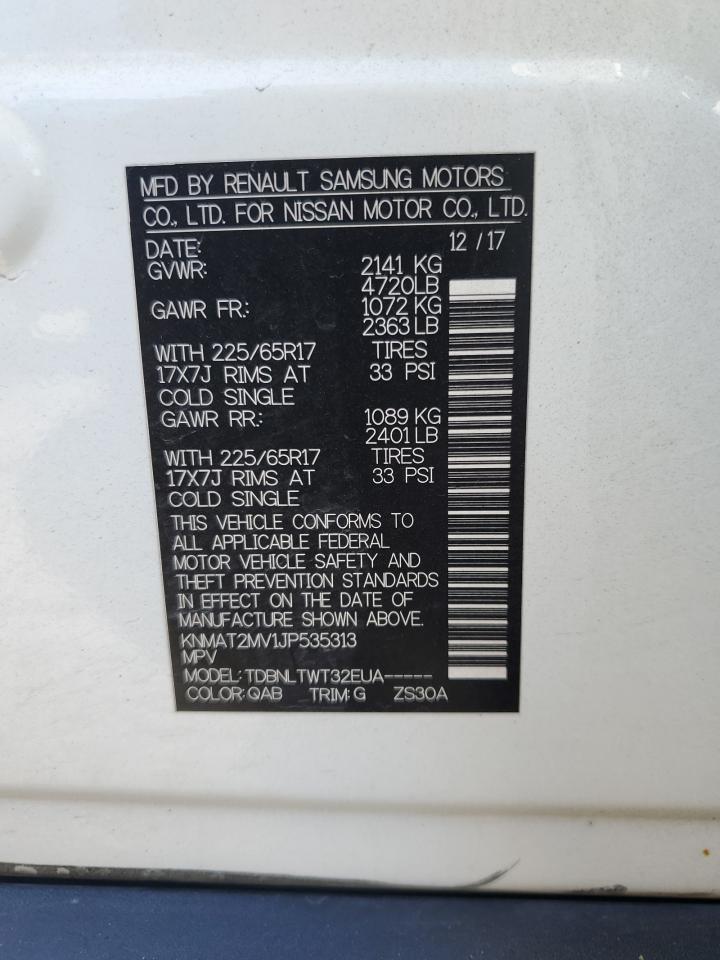 MFD BY RENAULT SAMSUNG MOTORS
CO., LTD. FOR NISSAN MOTOR CO., LTD.
DATE: 12 / 17
GVWR: 2141 KG
4720LB
GAWR FR.: 1072 KG
2363 LB
WITH 225/65R17 TIRES
17X7J RIMS AT 33 PSI
COLD SINGLE
GAWR RR.: 1089 KG
2401 LB
WITH 225/65R17 TIRES
17X7J RIMS AT 33 PSI
COLD SINGLE
THIS VEHICLE CONFORMS TO
ALL APPLICABLE FEDERAL
MOTOR VEHICLE SAFETY AND
THEFT PREVENTION STANDARDS
IN EFFECT ON THE DATE OF
MANUFACTURE SHOWN ABOVE.
KNMAT2MV1JP535313
MPV
MODEL: TDBNLTWT32EUA-----
COLOR: QAB TRIM: G ZS30A